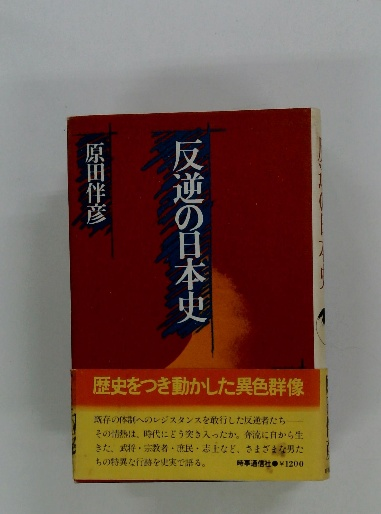 反逆の日本史
原田伴彦
歴史をつき動かした異色群像
既存の体制へのレジスタンスを敢行した反逆者たち——
その情熱は、時代にどう突き入ったか。奔流に自から生
きた、武将・宗教者・庶民・志士など、さまざまな男た
ちの特異な行跡を史実で語る。
時事通信社●¥1200